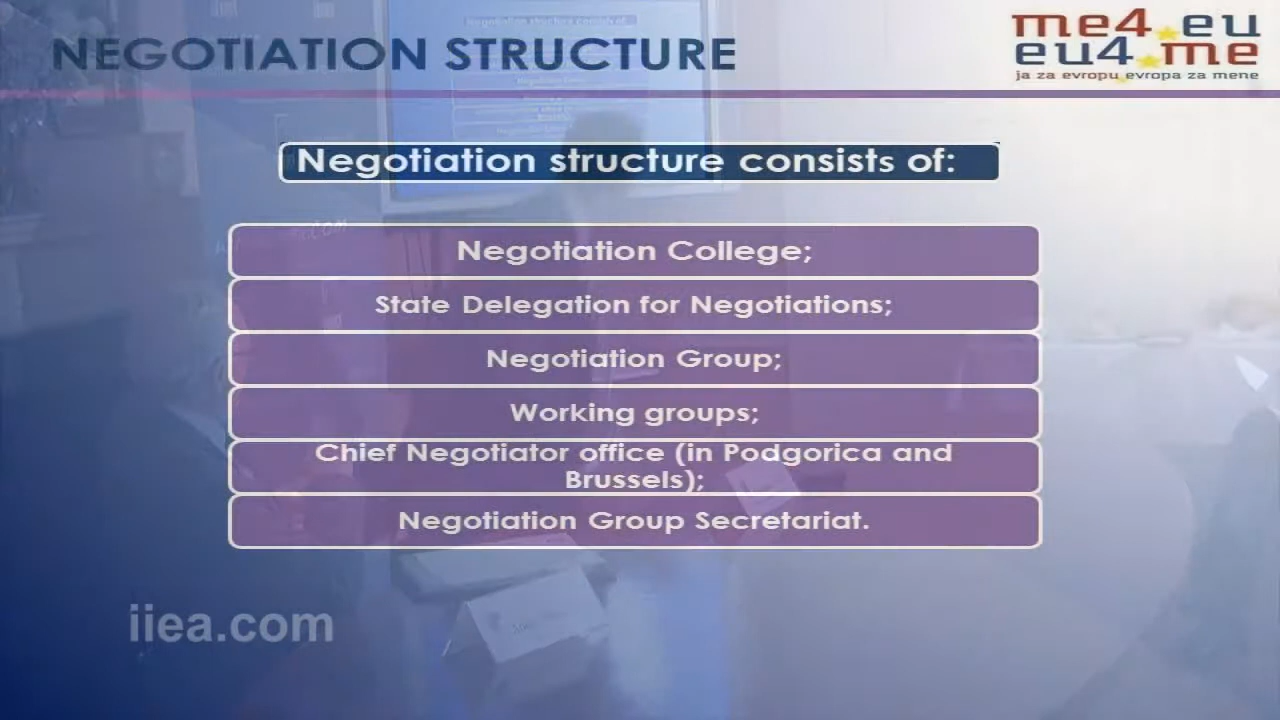 NEGOTIATION STRUCTURE
me4.eu
eu4.me
ja za evropu evropa za mene
Negotiation structure consists of:
Negotiation College;
State Delegation for Negotiations;
Negotiation Group;
Working groups;
Chief Negotiator office (in Podgorica and
Brussels);
Negotiation Group Secretariat.
iiea.com